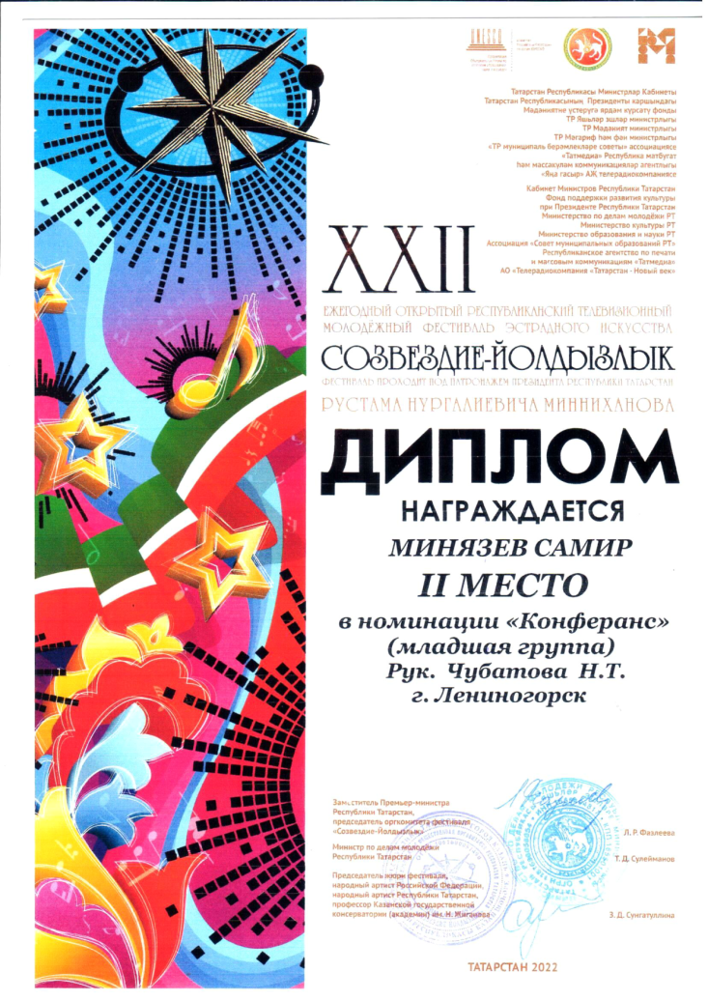 UNESCO
Татарстан Республикасы Министрлар Кабинеты
Татарстан Республикасының Президенты каршындагы
Мәдәниятне үстерүгә ярдәм күрсәтү фонды
ТР Яшьләр эшләр министрлыгы
ТР Мәдәният министрлыгы
ТР Мәгариф һәм фән министрлыгы
«ТР муниципаль берәмлекләре советы» ассоциациясе
«Татмедиа» Республика матбугат
һәм массакүләм коммуникацияләр агентлыгы
«Яңа гасыр» АҖ телерадиокомпаниясе
Кабинет Министров Республики Татарстан
Фонд поддержки развития культуры
при Президенте Республики Татарстан
Министерство по делам молодёжи РТ
Министерство культуры РТ
Министерство образования и науки РТ
Ассоциация «Совет муниципальных образований РТ»
Республиканское агентство по печати
и массовым коммуникациям «Татмедиа»
АО «Телерадиокомпания «Татарстан - Новый век»
XXII
ЕЖЕГОДНЫЙ ОТКРЫТЫЙ РЕСПУБЛИКАНСКИЙ ТЕЛЕВИЗИОННЫЙ
МОЛОДЁЖНЫЙ ФЕСТИВАЛЬ ЭСТРАДНОГО ИСКУССТВА
СОЗВЕЗДИЕ-ЙОЛДЫЗЛЫК
ФЕСТИВАЛЬ ПРОХОДИТ ПОД ПАТРОНАЖЕМ ПРЕЗИДЕНТА РЕСПУБЛИКИ ТАТАРСТАН
РУСТАМА НУРГАЛИЕВИЧА МИННИХАНОВА
ДИПЛОМ
НАГРАЖДАЕТСЯ
МИНЯЗЕВ САМИР
II МЕСТО
в номинации «Конферанс»
(младшая группа)
Рук. Чубатова Н.Т.
г. Лениногорск
Заместитель Премьер-министра
Республики Татарстан,
председатель оргкомитета фестиваля
«Созвездие-Йолдызлык»
Л. Р. Фазлеева
Министр по делам молодёжи
Республики Татарстан
Т. Д. Сулейманов
Председатель жюри фестиваля,
народный артист Российской Федерации,
народный артист Республики Татарстан,
профессор Казанской государственной
консерватории (академии) им. Н. Жиганова
З. Д. Сунгатуллина
ТАТАРСТАН 2022